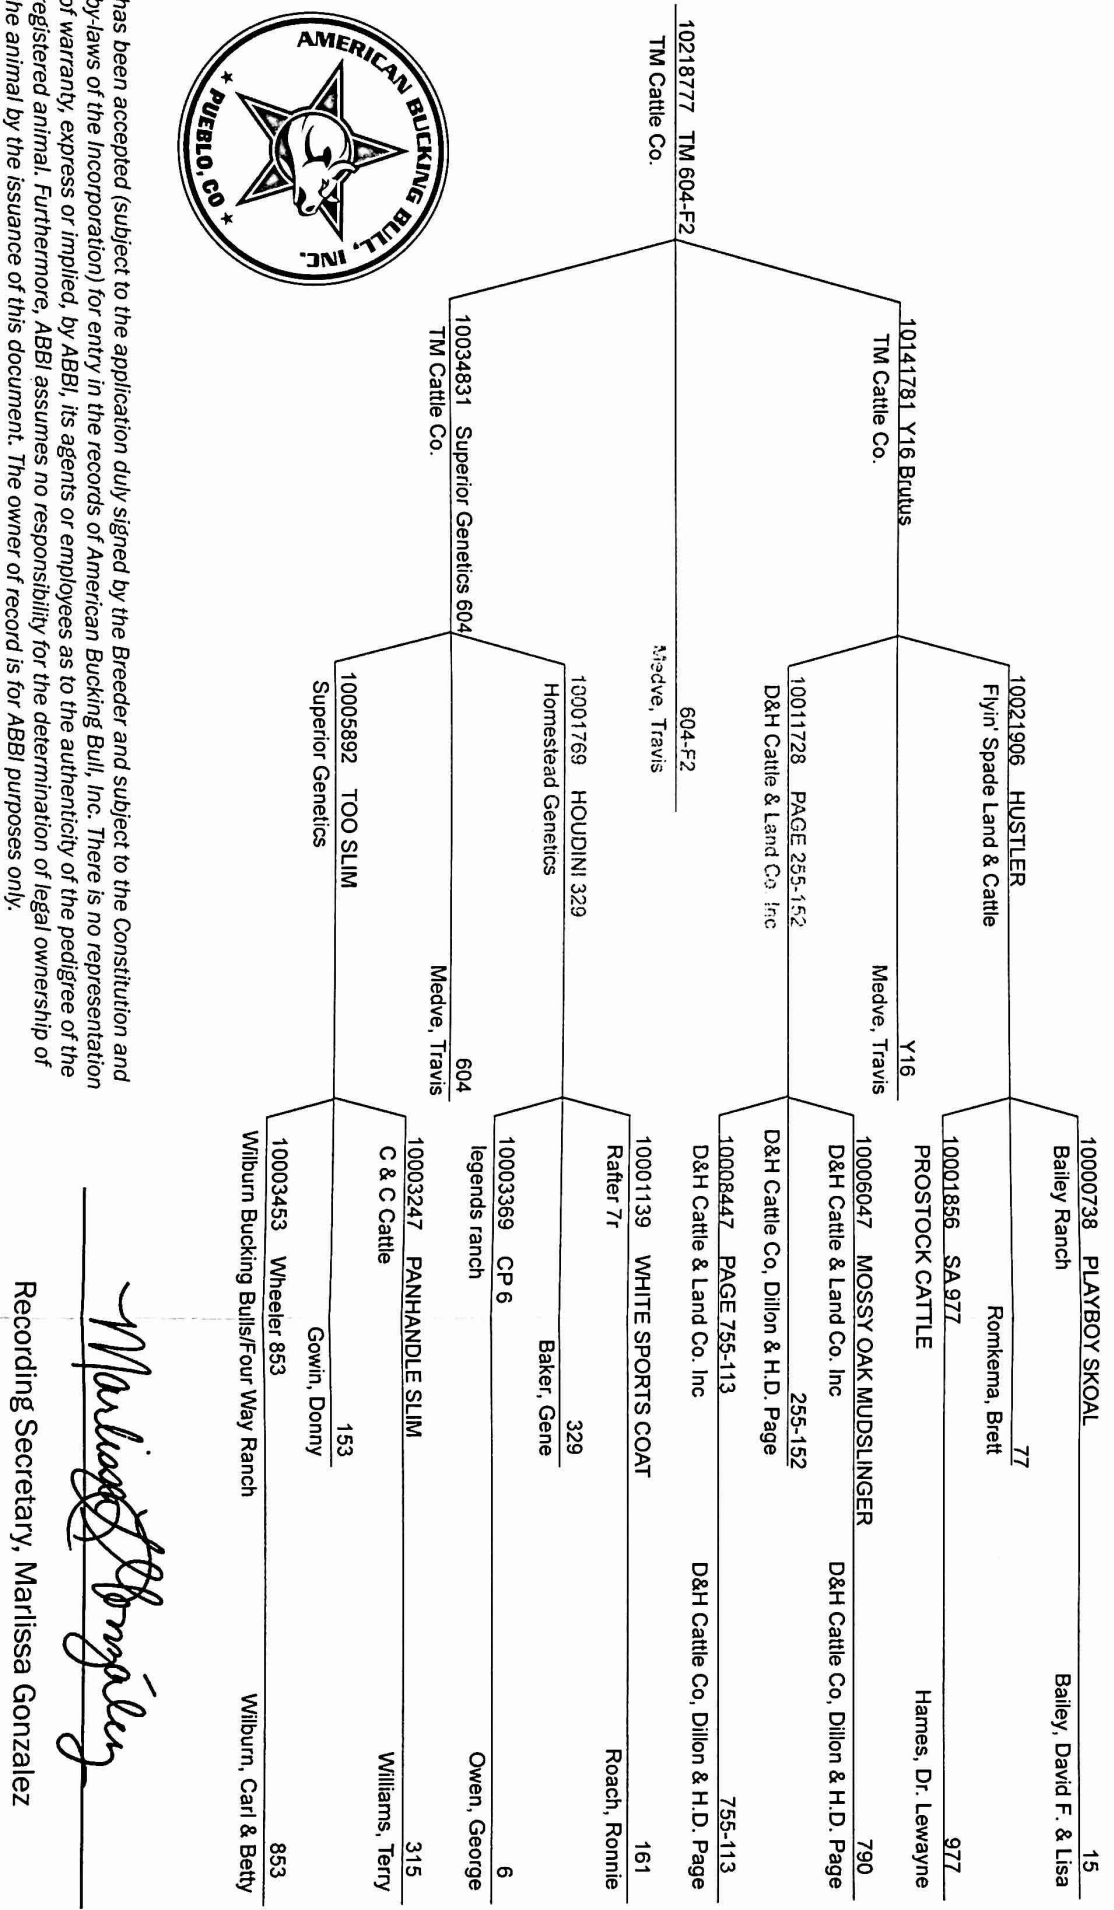 10000738 PLAYBOY SKOAL 15
Bailey Ranch Bailey, David F. & Lisa
10021906 HUSTLER 77
Flyin' Spade Land & Cattle Romkema, Brett
10001856 SA 977 977
PROSTOCK CATTLE Hames, Dr. Lewayne
10141781 Y16 Brutus Y16
TM Cattle Co. Medve, Travis
10006047 MOSSY OAK MUDSLINGER 790
D&H Cattle & Land Co. Inc D&H Cattle Co, Dillon & H.D. Page
10011728 PAGE 255-152 255-152
D&H Cattle & Land Co. Inc D&H Cattle Co, Dillon & H.D. Page
10008447 PAGE 755-113 755-113
D&H Cattle & Land Co. Inc D&H Cattle Co, Dillon & H.D. Page
10218777 TM 604-F2 604-F2
TM Cattle Co. Medve, Travis
10001139 WHITE SPORTS COAT 161
Rafter 7r Roach, Ronnie
10001769 HOUDINI 329 329
Homestead Genetics Baker, Gene
10003369 CP 6 6
legends ranch Owen, George
10034831 Superior Genetics 604 604
TM Cattle Co. Medve, Travis
10003247 PANHANDLE SLIM 315
C & C Cattle Williams, Terry
10005892 TOO SLIM 153
Superior Genetics Gowin, Donny
10003453 Wheeler 853 853
Wilburn Bucking Bulls/Four Way Ranch Wilburn, Carl & Betty
AMERICAN BUCKING BULL, INC.
PUEBLO, CO
has been accepted (subject to the application duly signed by the Breeder and subject to the Constitution and
by-laws of the Incorporation) for entry in the records of American Bucking Bull, Inc. There is no representation
of warranty, express or implied, by ABBI, its agents or employees as to the authenticity of the pedigree of the
registered animal. Furthermore, ABBI assumes no responsibility for the determination of legal ownership of
he animal by the issuance of this document. The owner of record is for ABBI purposes only.
Marlissa Gonzalez
Recording Secretary, Marlissa Gonzalez